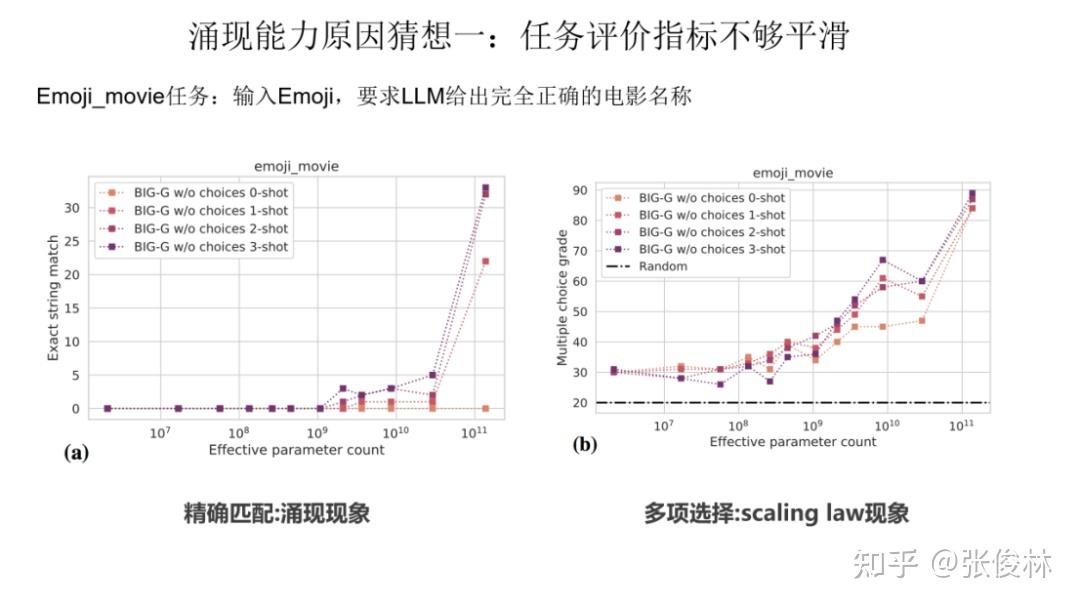 涌现能力原因猜想一：任务评价指标不够平滑
Emoji_movie任务：输入Emoji，要求LLM给出完全正确的电影名称
emoji_movie
BIG-G w/o choices 0-shot
BIG-G w/o choices 1-shot
BIG-G w/o choices 2-shot
BIG-G w/o choices 3-shot
Exact string match
30
25
20
15
10
5
0
10⁷ 10⁸ 10⁹ 10¹⁰ 10¹¹
Effective parameter count
(a)
emoji_movie
BIG-G w/o choices 0-shot
BIG-G w/o choices 1-shot
BIG-G w/o choices 2-shot
BIG-G w/o choices 3-shot
Random
Multiple choice grade
90
80
70
60
50
40
30
20
10⁷ 10⁸ 10⁹ 10¹⁰ 10¹¹
Effective parameter count
(b)
精确匹配:涌现现象
多项选择:scaling law现象
知乎 @张俊林